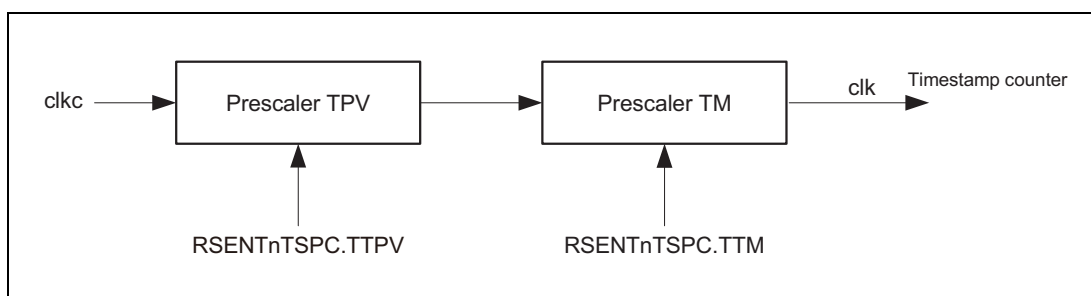 clkc
Prescaler TPV
Prescaler TM
clk
Timestamp counter
RSENTnTSPC.TTPV
RSENTnTSPC.TTM